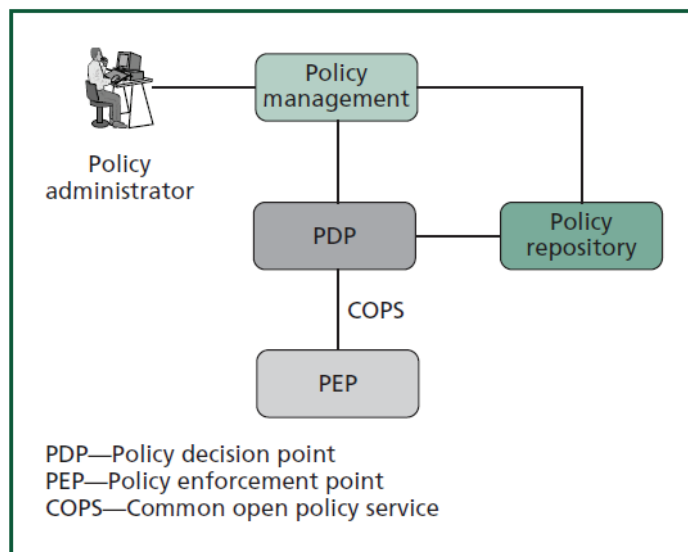 Policy
management
Policy
administrator
PDP
Policy
repository
COPS
PEP
PDP—Policy decision point
PEP—Policy enforcement point
COPS—Common open policy service